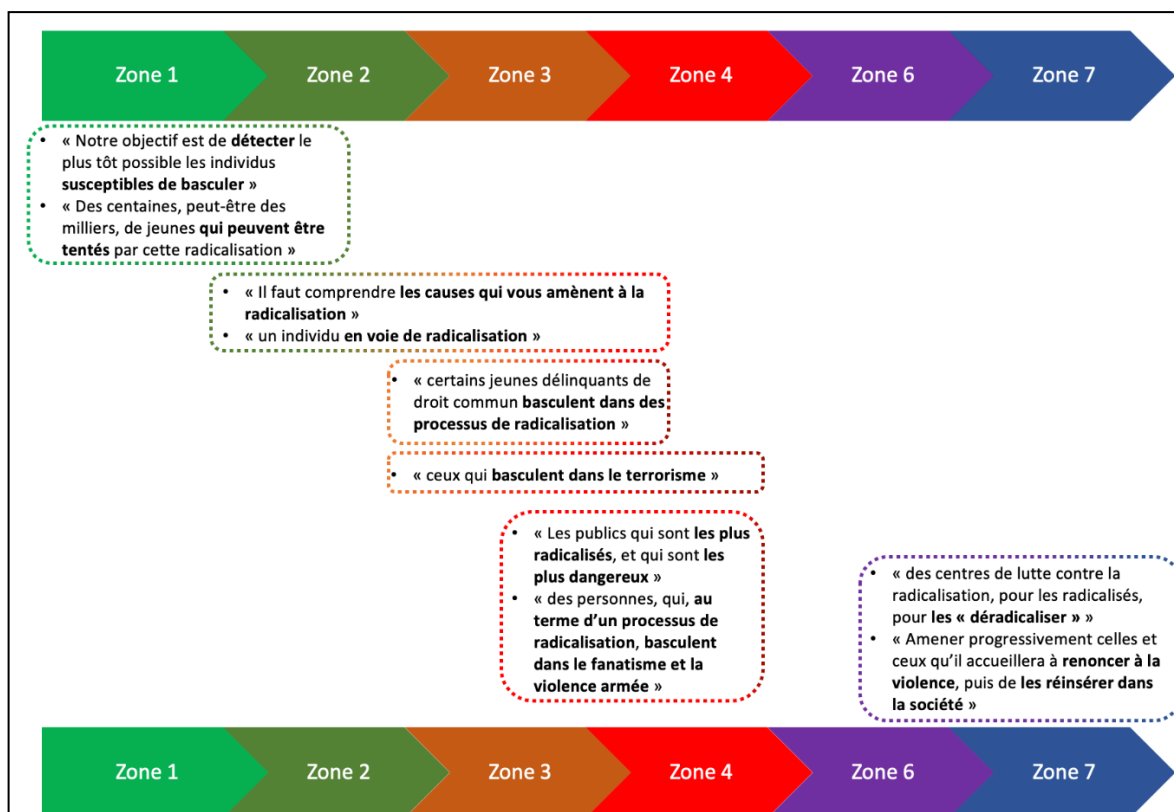 Zone 1 Zone 2 Zone 3 Zone 4 Zone 6 Zone 7
• « Notre objectif est de détecter le
plus tôt possible les individus
susceptibles de basculer »
• « Des centaines, peut-être des
milliers, de jeunes qui peuvent être
tentés par cette radicalisation »
• « Il faut comprendre les causes qui vous amènent à la
radicalisation »
• « un individu en voie de radicalisation »
• « certains jeunes délinquants de
droit commun basculent dans des
processus de radicalisation »
• « ceux qui basculent dans le terrorisme »
• « Les publics qui sont les plus
radicalisés, et qui sont les
plus dangereux »
• « des personnes, qui, au
terme d’un processus de
radicalisation, basculent
dans le fanatisme et la
violence armée »
• « des centres de lutte contre la
radicalisation, pour les radicalisés,
pour les « déradicaliser » »
• « Amener progressivement celles et
ceux qu’il accueillera à renoncer à la
violence, puis de les réinsérer dans
la société »
Zone 1 Zone 2 Zone 3 Zone 4 Zone 6 Zone 7